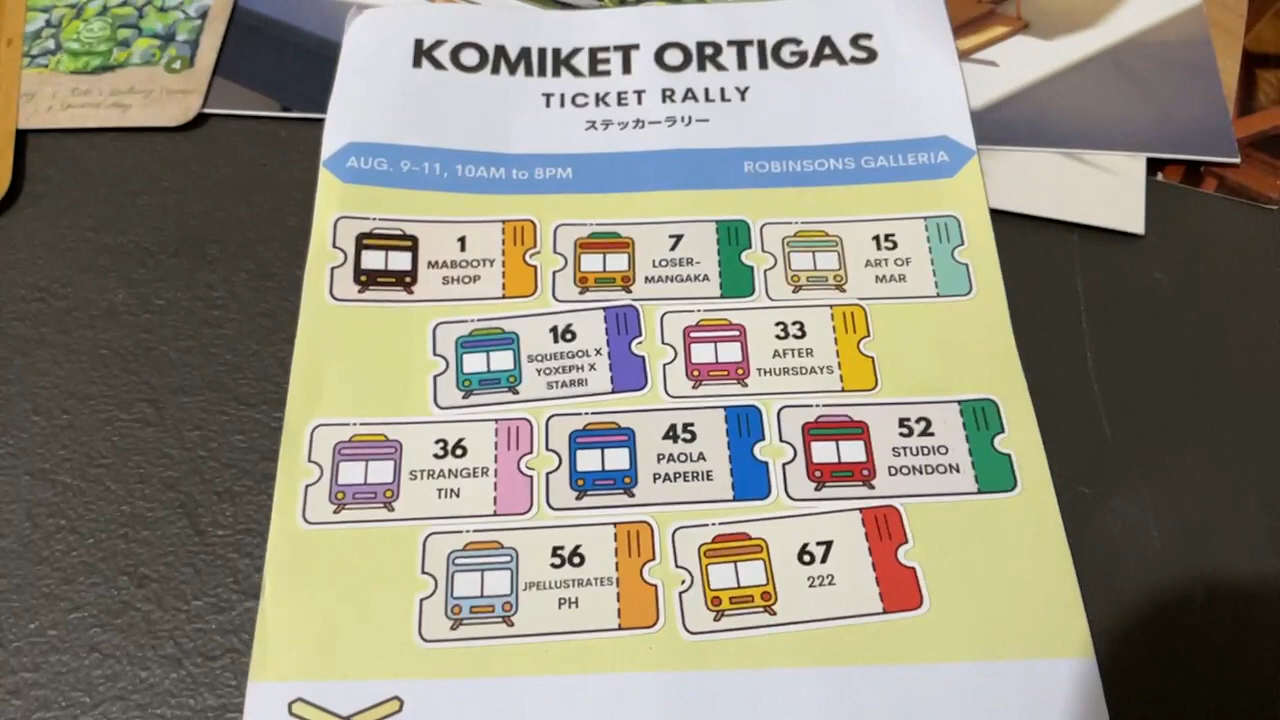 KOMIKET ORTIGAS
TICKET RALLY
ステッカーラリー
AUG. 9-11, 10AM to 8PM
ROBINSONS GALLERIA
1
MABOOTY
SHOP
7
LOSER-
MANGAKA
15
ART OF
MAR
16
SQUEEGOL X
YOXEPH X
STARRI
33
AFTER
THURSDAYS
36
STRANGER
TIN
45
PAOLA
PAPERIE
52
STUDIO
DONDON
56
JPELLUSTRATES
PH
67
222